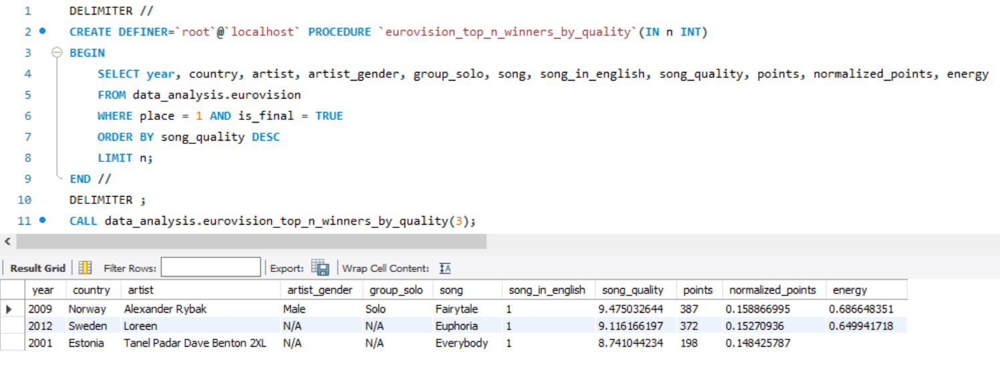 1 DELIMITER //
2 CREATE DEFINER=`root`@`localhost` PROCEDURE `eurovision_top_n_winners_by_quality`(IN n INT)
3 BEGIN
4 SELECT year, country, artist, artist_gender, group_solo, song, song_in_english, song_quality, points, normalized_points, energy
5 FROM data_analysis.eurovision
6 WHERE place = 1 AND is_final = TRUE
7 ORDER BY song_quality DESC
8 LIMIT n;
9 END //
10 DELIMITER ;
11 CALL data_analysis.eurovision_top_n_winners_by_quality(3);
Result Grid Filter Rows: Export: Wrap Cell Content:
year country artist artist_gender group_solo song song_in_english song_quality points normalized_points energy
2009 Norway Alexander Rybak Male Solo Fairytale 1 9.475032644 387 0.158866995 0.686648351
2012 Sweden Loreen N/A N/A Euphoria 1 9.116166197 372 0.15270936 0.649941718
2001 Estonia Tanel Padar Dave Benton 2XL N/A N/A Everybody 1 8.741044234 198 0.148425787